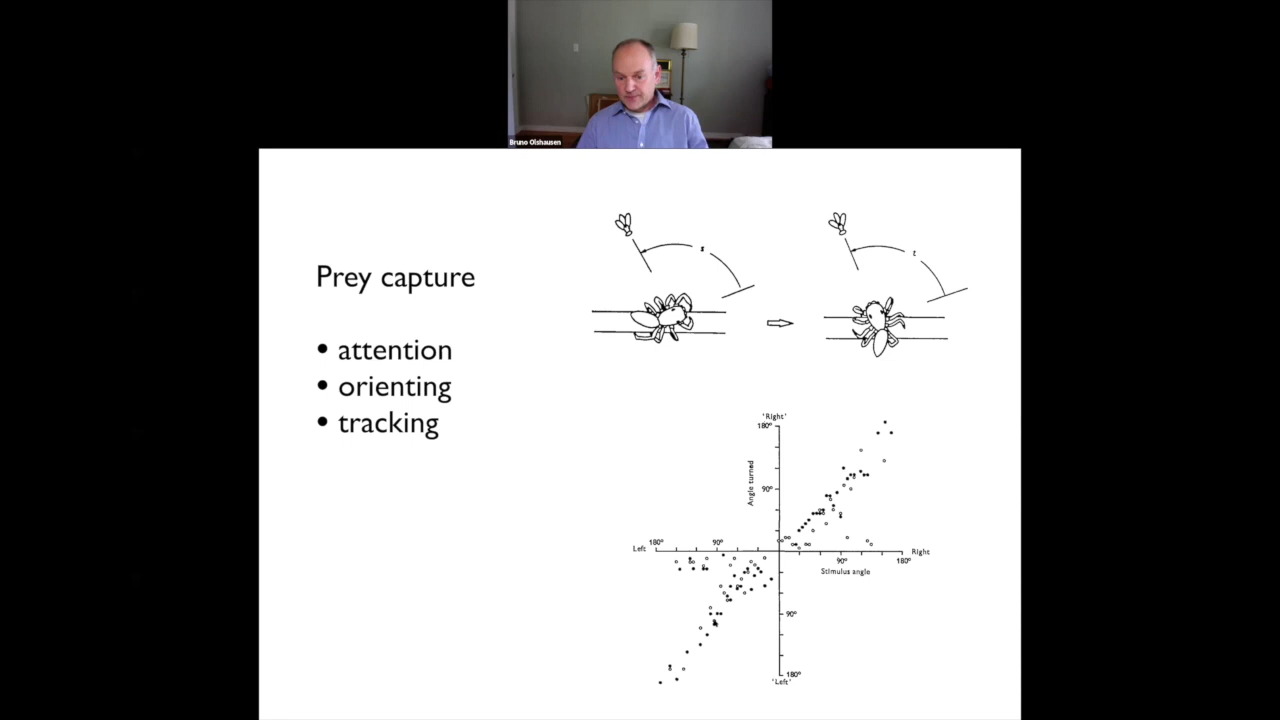 Bruno Olshausen
Prey capture
• attention
• orienting
• tracking
s
t
'Right'
180°
Angle turned
90°
Left
180°
90°
Right
90°
180°
Stimulus angle
90°
180°
'Left'